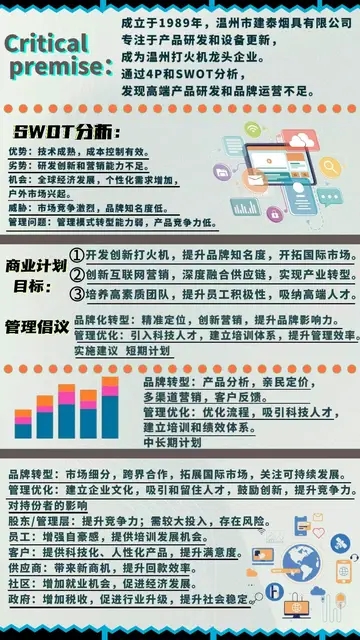 Critical
premise:
成立于1989年，温州市建泰烟具有限公司
专注于产品研发和设备更新，
成为温州打火机龙头企业。
通过4P和SWOT分析，
发现高端产品研发和品牌运营不足。
SWOT分析：
优势：技术成熟，成本控制有效。
劣势：研发创新和营销能力不足。
机会：全球经济发展，个性化需求增加，
户外市场兴起。
威胁：市场竞争激烈，品牌知名度低。
管理问题：管理模式转型能力弱，产品竞争力低。
商业计划
目标：
①开发创新打火机，提升品牌知名度，开拓国际市场。
②创新互联网营销，深度融合供应链，实现产业转型。
③培养高素质团队，提升员工积极性，吸纳高端人才。
管理倡议
品牌化转型：精准定位，创新营销，提升品牌影响力。
管理优化：引入科技人才，建立培训体系，提升管理效率。
实施建议 短期计划
品牌转型：产品分析，亲民定价，
多渠道营销，客户反馈。
管理优化：优化流程，吸引科技人才，
建立培训和绩效体系。
中长期计划
品牌转型：市场细分，跨界合作，拓展国际市场，关注可持续发展。
管理优化：建立企业文化，吸引和留住人才，鼓励创新，提升竞争力。
对持份者的影响
股东/管理层：提升竞争力；需较大投入，存在风险。
员工：增强自豪感，提供培训发展机会。
客户：提供科技化、人性化产品，提升满意度。
供应商：带来新商机，提升回款效率。
社区：增加就业机会，促进经济发展。
政府：增加税收，促进行业升级，提升社会稳定。